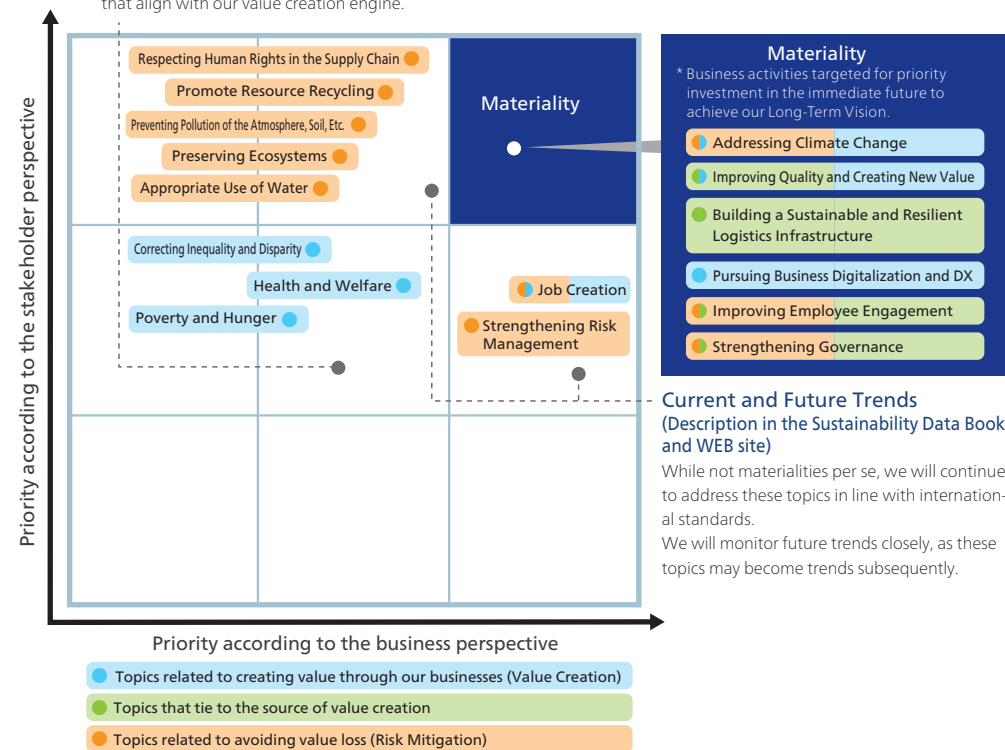 that align with our value creation engine.
Priority according to the stakeholder perspective
Respecting Human Rights in the Supply Chain
Promote Resource Recycling
Preventing Pollution of the Atmosphere, Soil, Etc.
Preserving Ecosystems
Appropriate Use of Water
Correcting Inequality and Disparity
Health and Welfare
Poverty and Hunger
Materiality
Job Creation
Strengthening Risk
Management
Materiality
* Business activities targeted for priority
investment in the immediate future to
achieve our Long-Term Vision.
Addressing Climate Change
Improving Quality and Creating New Value
Building a Sustainable and Resilient
Logistics Infrastructure
Pursuing Business Digitalization and DX
Improving Employee Engagement
Strengthening Governance
Current and Future Trends
(Description in the Sustainability Data Book
and WEB site)
While not materialities per se, we will continue
to address these topics in line with internation-
al standards.
We will monitor future trends closely, as these
topics may become trends subsequently.
Priority according to the business perspective
Topics related to creating value through our businesses (Value Creation)
Topics that tie to the source of value creation
Topics related to avoiding value loss (Risk Mitigation)